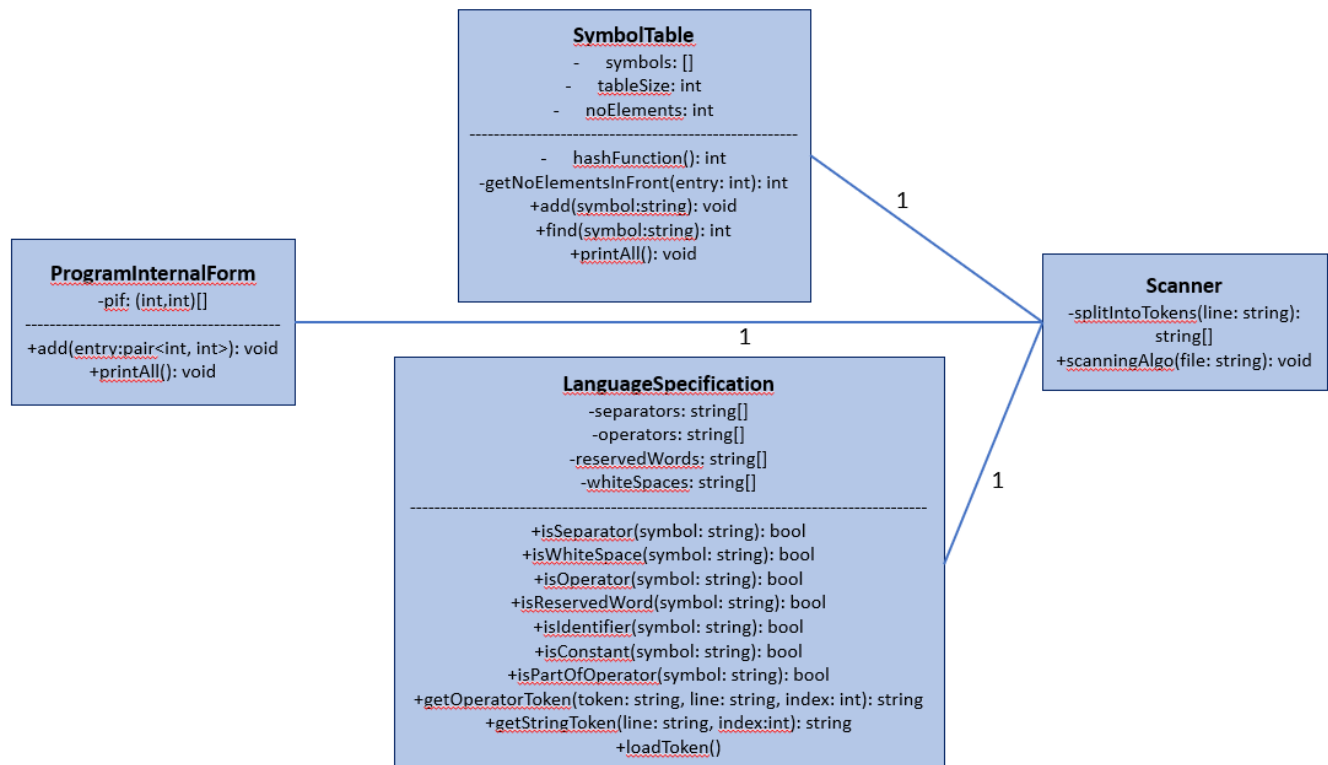 SymbolTable
- symbols: []
- tableSize: int
- noElements: int
--------------------------------------------------------
- hashFunction(): int
-getNoElementsInFront(entry: int): int
+add(symbol:string): void
+find(symbol:string): int
+printAll(): void
1
ProgramInternalForm
-pif: (int,int)[]
------------------------------------------
+add(entry:pair<int, int>): void
+printAll(): void
1
Scanner
-splitIntoTokens(line: string):
string[]
+scanningAlgo(file: string): void
LanguageSpecification
-separators: string[]
-operators: string[]
-reservedWords: string[]
-whiteSpaces: string[]
--------------------------------------------------------------------------------------
+isSeparator(symbol: string): bool
+isWhiteSpace(symbol: string): bool
+isOperator(symbol: string): bool
+isReservedWord(symbol: string): bool
+isIdentifier(symbol: string): bool
+isConstant(symbol: string): bool
+isPartOfOperator(symbol: string): bool
+getOperatorToken(token: string, line: string, index: int): string
+getStringToken(line: string, index:int): string
+loadToken()
1